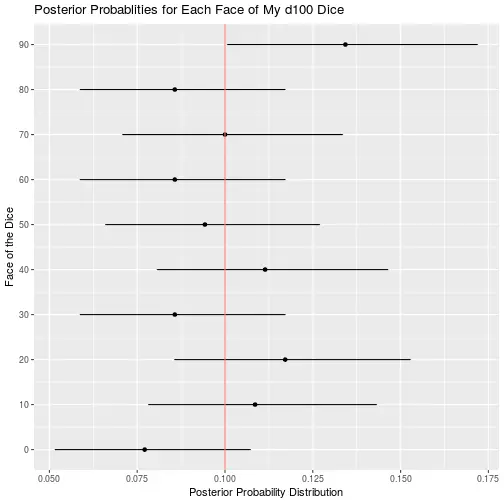 Posterior Probablities for Each Face of My d100 Dice
90
80
70
60
50
40
30
20
10
0
Face of the Dice
0.050 0.075 0.100 0.125 0.150 0.175
Posterior Probability Distribution